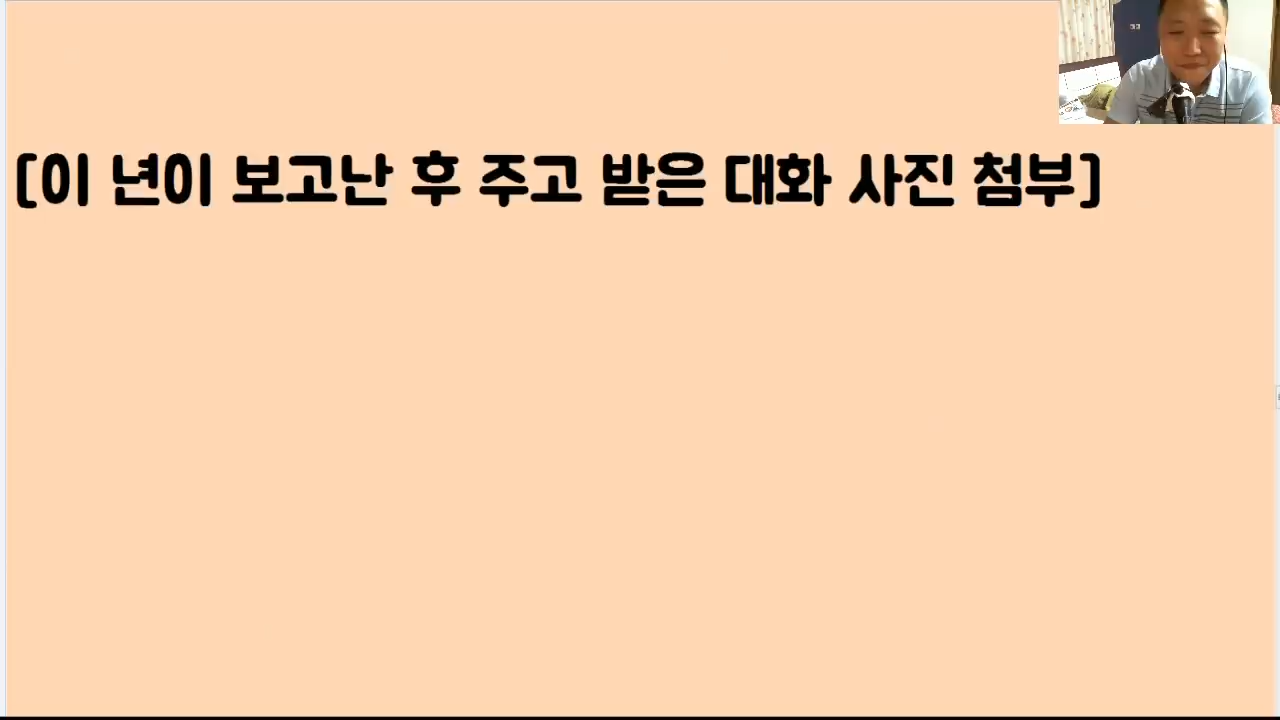 [이 년이 보고난 후 주고 받은 대화 사진 첨부]